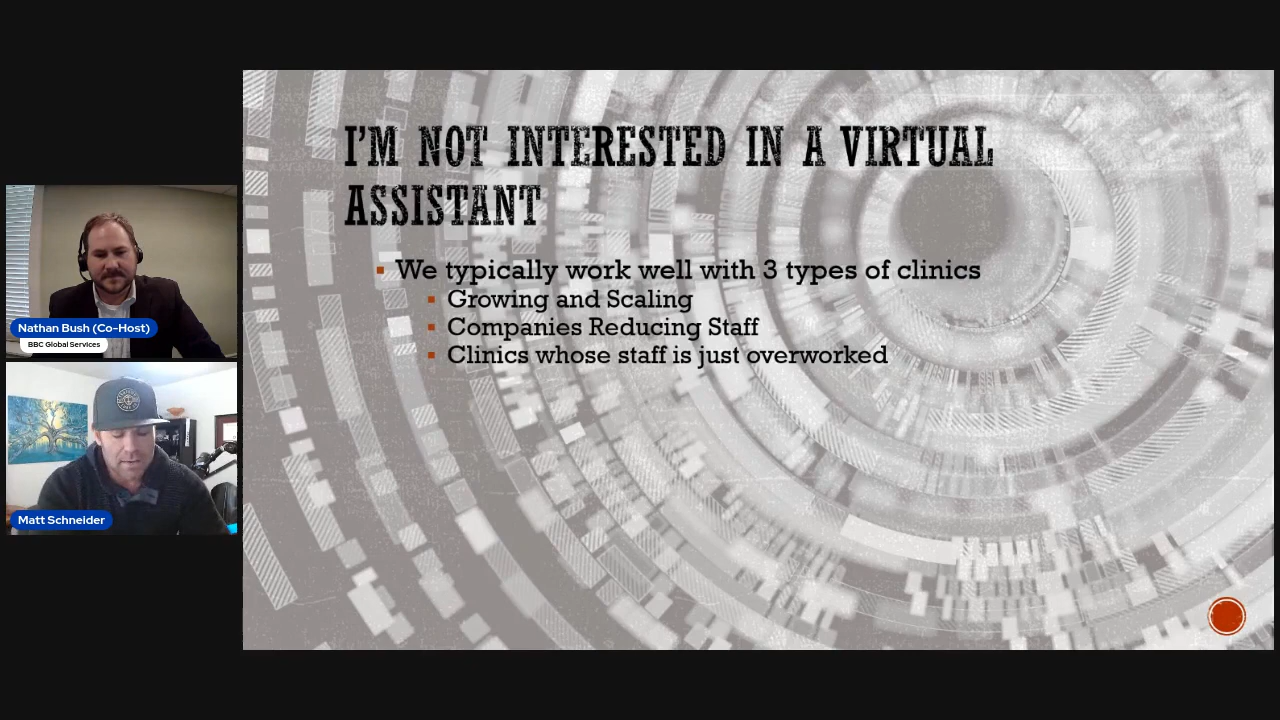 I'M NOT INTERESTED IN A VIRTUAL
ASSISTANT
We typically work well with 3 types of clinics
Growing and Scaling
Companies Reducing Staff
Clinics whose staff is just overworked
Nathan Bush (Co-Host)
BBC Global Services
Matt Schneider